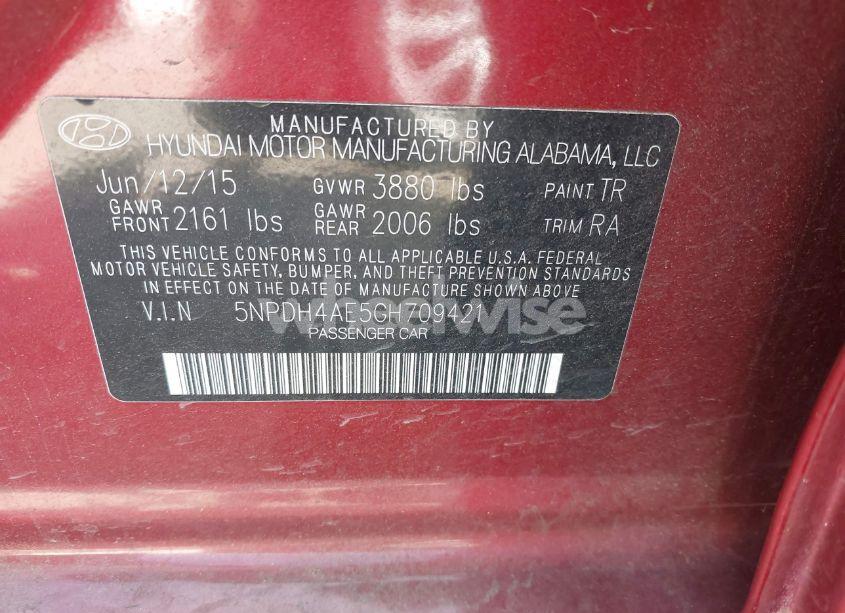 MANUFACTURED BY
HYUNDAI MOTOR MANUFACTURING ALABAMA, LLC
Jun/12/15 GVWR 3880 lbs PAINT TR
GAWR FRONT 2161 lbs GAWR REAR 2006 lbs TRIM RA
THIS VEHICLE CONFORMS TO ALL APPLICABLE U.S.A. FEDERAL
MOTOR VEHICLE SAFETY, BUMPER, AND THEFT PREVENTION STANDARDS
IN EFFECT ON THE DATE OF MANUFACTURE SHOWN ABOVE.
V.I.N 5NPDH4AE5GH709421
wheelwise
PASSENGER CAR